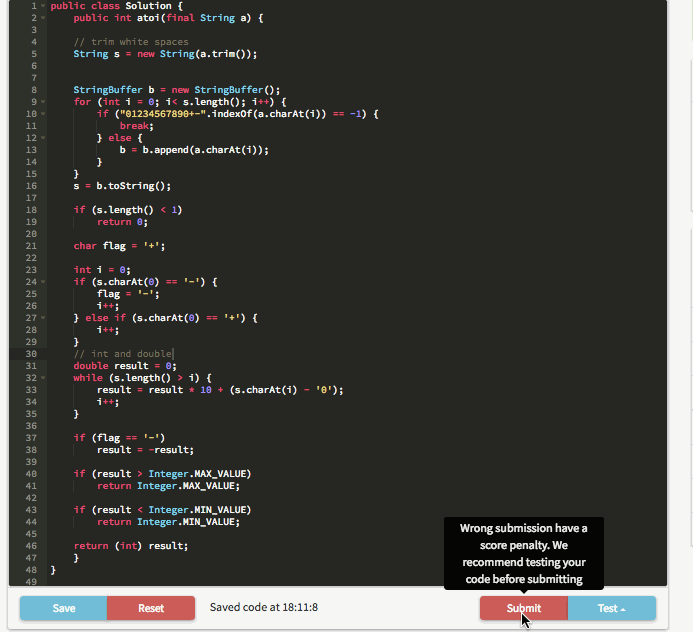 1 public class Solution {
2 public int atoi(final String a) {
3
4 // trim white spaces
5 String s = new String(a.trim());
6
7
8 StringBuffer b = new StringBuffer();
9 for (int i = 0; i< s.length(); i++) {
10 if ("01234567890+-".indexOf(a.charAt(i)) == -1) {
11 break;
12 } else {
13 b = b.append(a.charAt(i));
14 }
15 }
16 s = b.toString();
17
18 if (s.length() < 1)
19 return 0;
20
21 char flag = '+';
22
23 int i = 0;
24 if (s.charAt(0) == '-') {
25 flag = '-';
26 i++;
27 } else if (s.charAt(0) == '+') {
28 i++;
29 }
30 // int and double
31 double result = 0;
32 while (s.length() > i) {
33 result = result * 10 + (s.charAt(i) - '0');
34 i++;
35 }
36
37 if (flag == '-')
38 result = -result;
39
40 if (result > Integer.MAX_VALUE)
41 return Integer.MAX_VALUE;
42
43 if (result < Integer.MIN_VALUE)
44 return Integer.MIN_VALUE;
45
46 return (int) result;
47 }
48 }
49
Wrong submission have a
score penalty. We
recommend testing your
code before submitting
Save Reset Saved code at 18:11:8 Submit Test